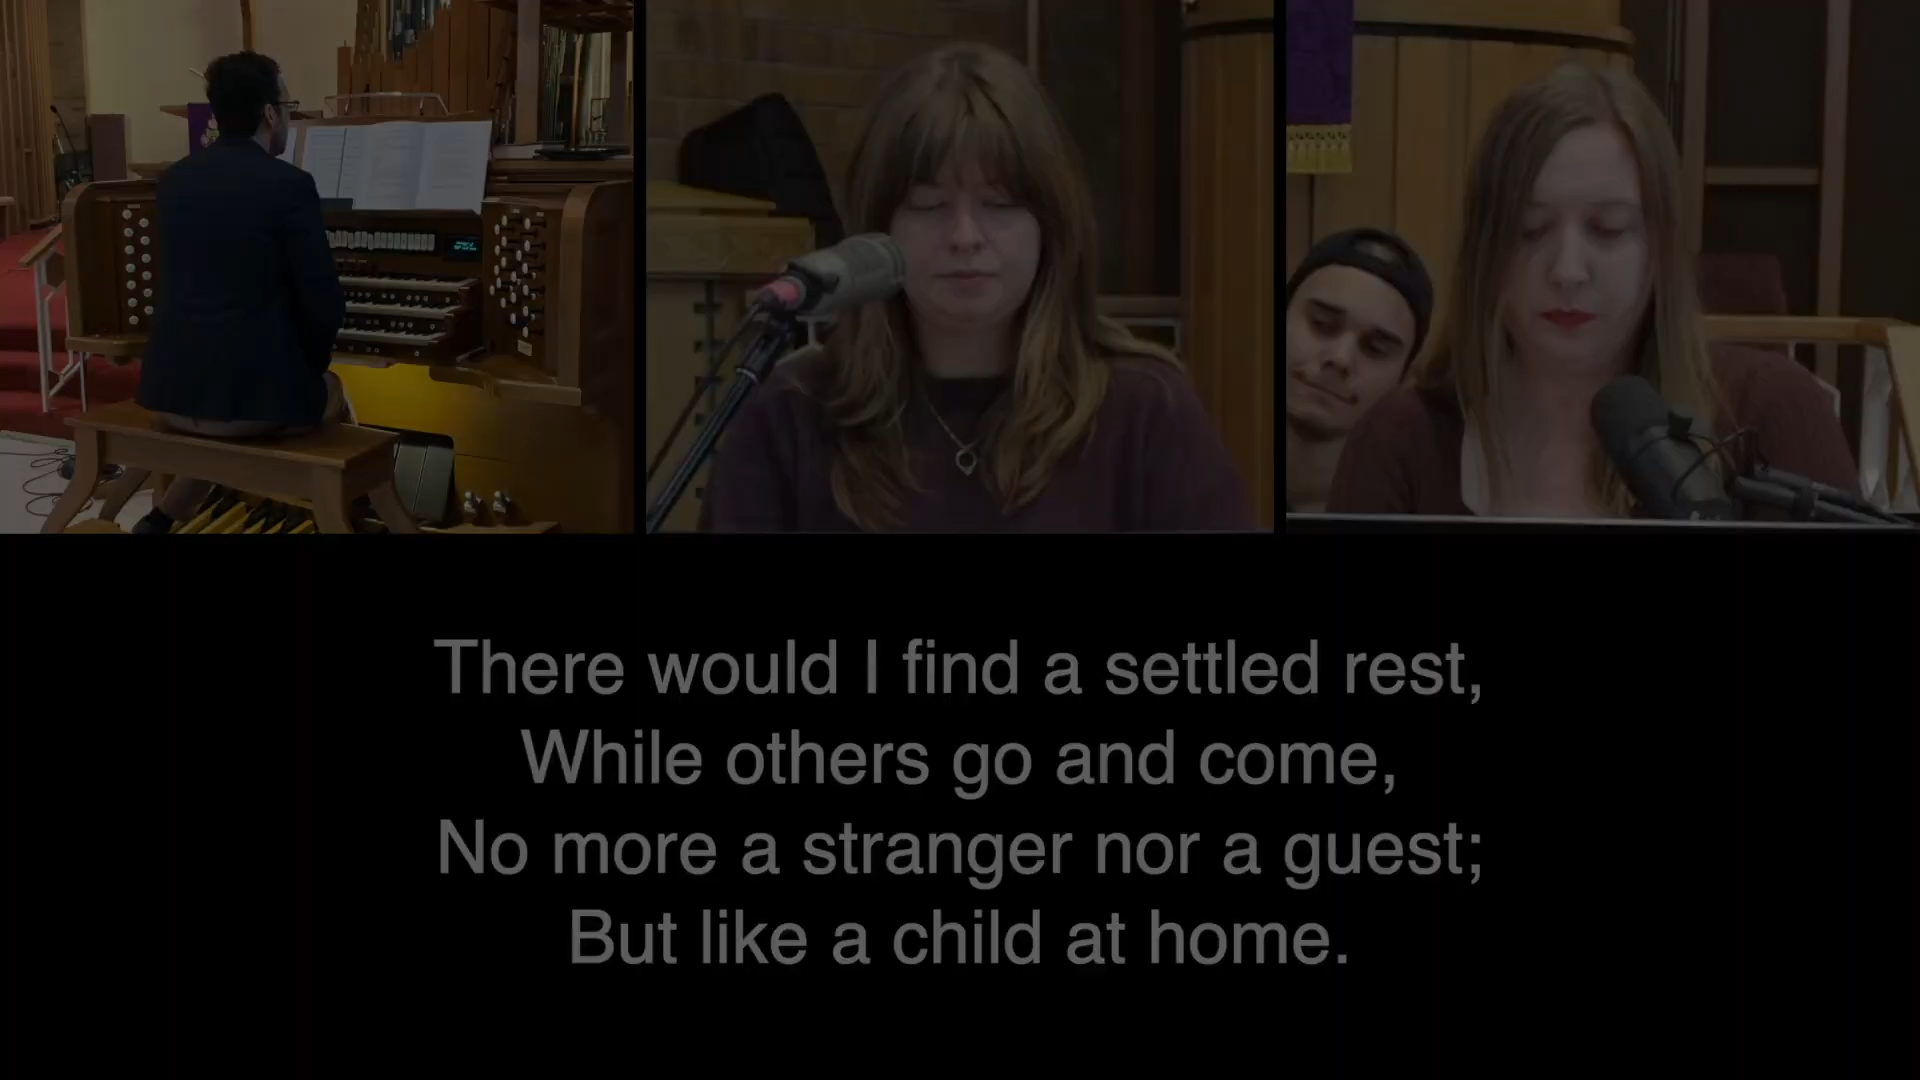 There would I find a settled rest,
While others go and come,
No more a stranger nor a guest;
But like a child at home.